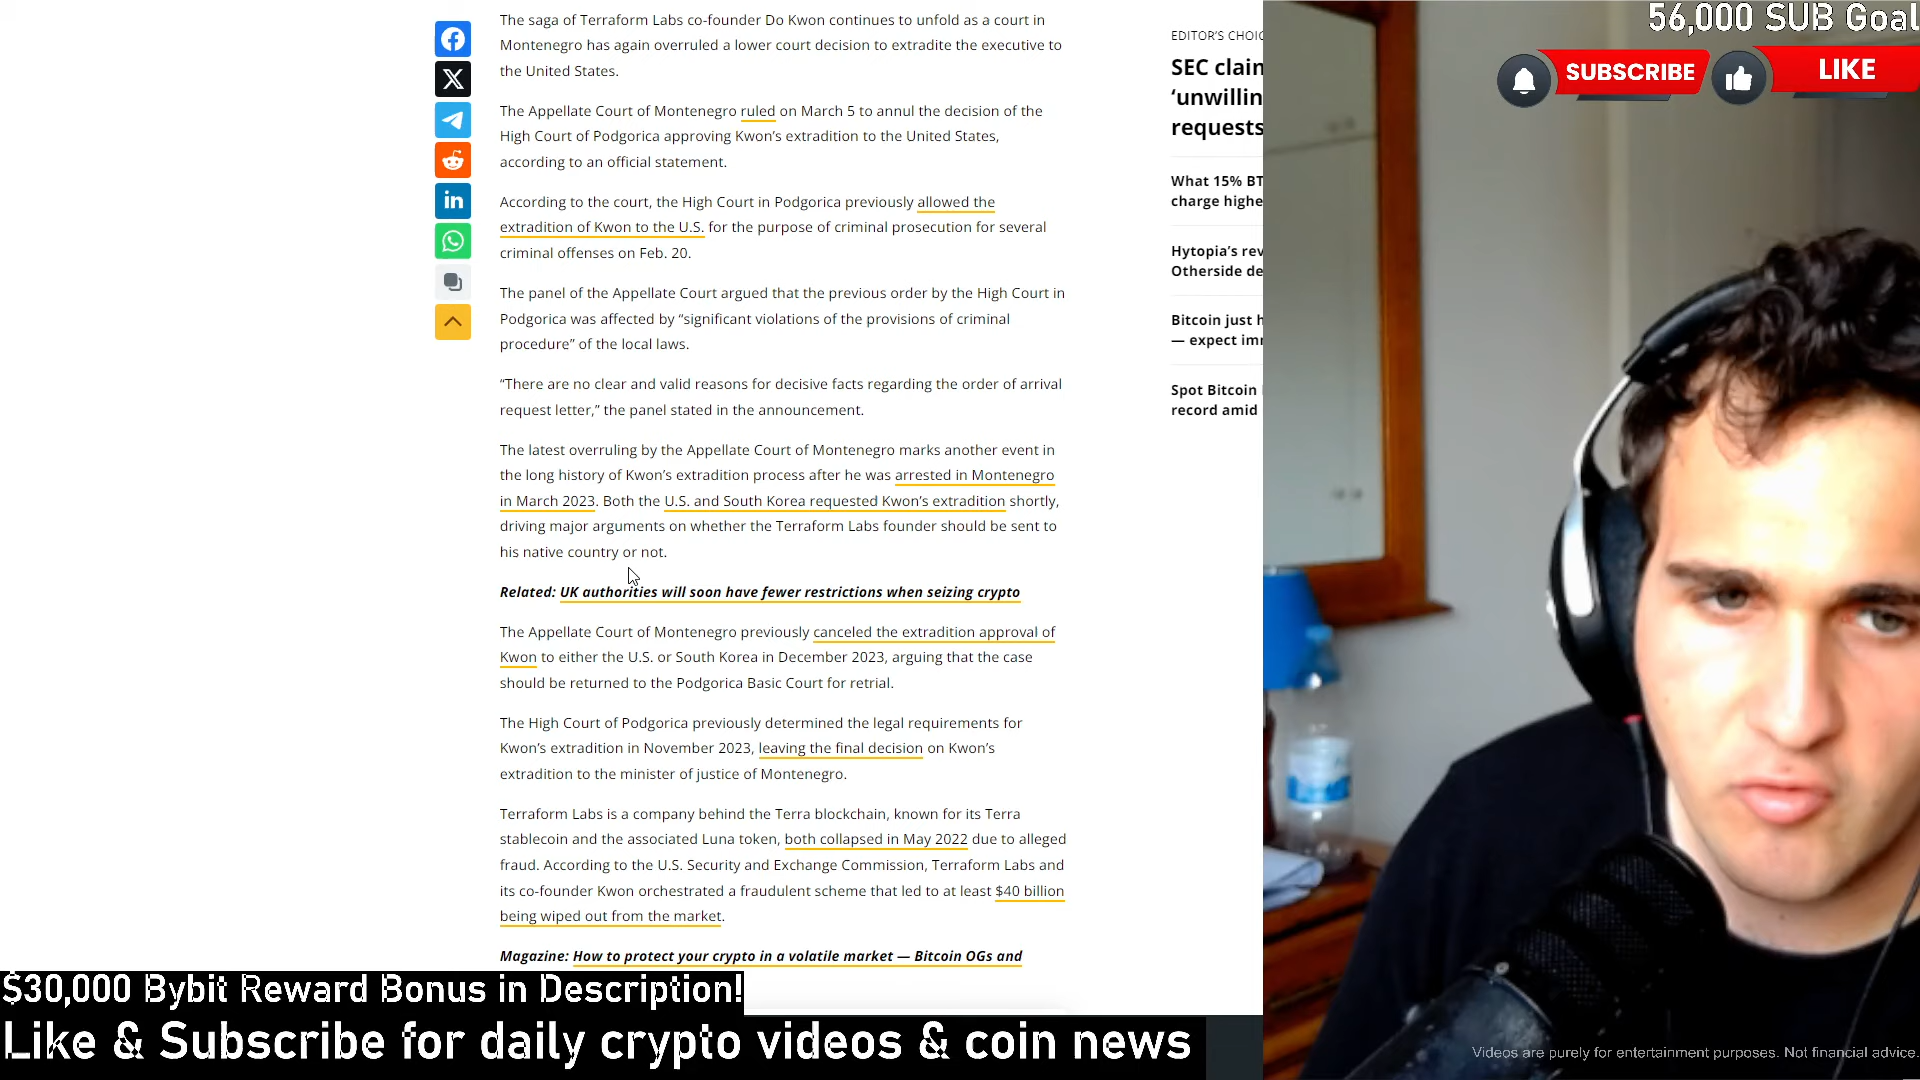 The saga of Terraform Labs co-founder Do Kwon continues to unfold as a court in
Montenegro has again overruled a lower court decision to extradite the executive to
the United States.
The Appellate Court of Montenegro ruled on March 5 to annul the decision of the
High Court of Podgorica approving Kwon’s extradition to the United States,
according to an official statement.
According to the court, the High Court in Podgorica previously allowed the
extradition of Kwon to the U.S. for the purpose of criminal prosecution for several
criminal offenses on Feb. 20.
The panel of the Appellate Court argued that the previous order by the High Court in
Podgorica was affected by “significant violations of the provisions of criminal
procedure” of the local laws.
“There are no clear and valid reasons for decisive facts regarding the order of arrival
request letter,” the panel stated in the announcement.
The latest overruling by the Appellate Court of Montenegro marks another event in
the long history of Kwon’s extradition process after he was arrested in Montenegro
in March 2023. Both the U.S. and South Korea requested Kwon’s extradition shortly,
driving major arguments on whether the Terraform Labs founder should be sent to
his native country or not.
Related: UK authorities will soon have fewer restrictions when seizing crypto
The Appellate Court of Montenegro previously canceled the extradition approval of
Kwon to either the U.S. or South Korea in December 2023, arguing that the case
should be returned to the Podgorica Basic Court for retrial.
The High Court of Podgorica previously determined the legal requirements for
Kwon’s extradition in November 2023, leaving the final decision on Kwon’s
extradition to the minister of justice of Montenegro.
Terraform Labs is a company behind the Terra blockchain, known for its Terra
stablecoin and the associated Luna token, both collapsed in May 2022 due to alleged
fraud. According to the U.S. Security and Exchange Commission, Terraform Labs and
its co-founder Kwon orchestrated a fraudulent scheme that led to at least $40 billion
being wiped out from the market.
Magazine: How to protect your crypto in a volatile market — Bitcoin OGs and
EDITOR’S CHOIC
SEC clain
‘unwillin
requests
What 15% BT
charge highe
Hytopia’s rev
Otherside de
Bitcoin just h
— expect imr
Spot Bitcoin
record amid
56,000 SUB Goal
SUBSCRIBE
LIKE
$30,000 Bybit Reward Bonus in Description!
Like & Subscribe for daily crypto videos & coin news
Videos are purely for entertainment purposes. Not financial advice.